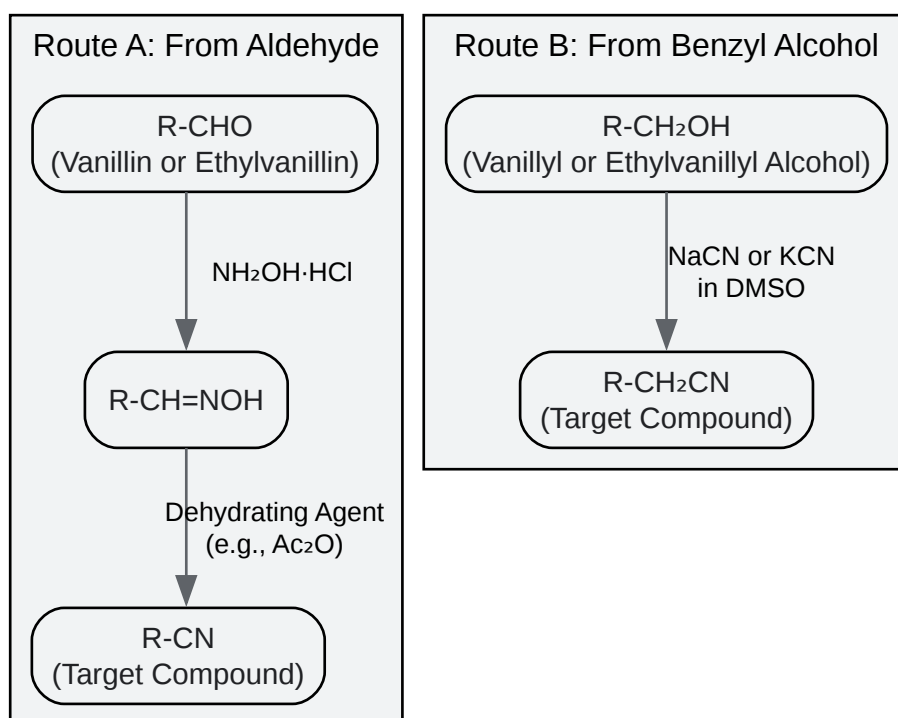 Route A: From Aldehyde
R-CHO
(Vanillin or Ethylvanillin)
NH₂OH·HCl
R-CH=NOH
Dehydrating Agent
(e.g., Ac₂O)
R-CN
(Target Compound)
Route B: From Benzyl Alcohol
R-CH₂OH
(Vanillyl or Ethylvanillyl Alcohol)
NaCN or KCN
in DMSO
R-CH₂CN
(Target Compound)